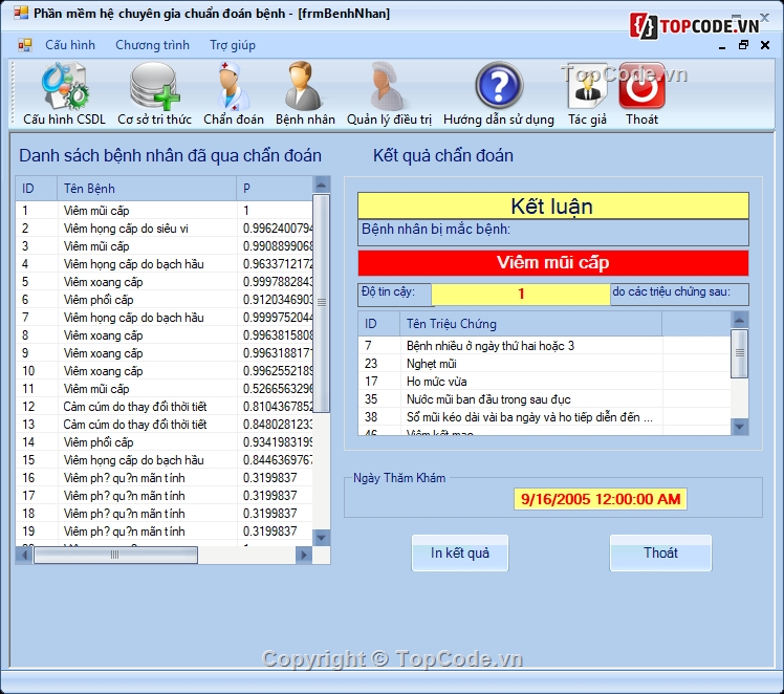 Phần mềm hệ chuyên gia chuẩn đoán bệnh - [frmBenhNhan]
TOPCODE.VN
Cấu hình Chương trình Trợ giúp
TopCode.vn
Cấu hình CSDL Cơ sở tri thức Chẩn đoán Bệnh nhân Quản lý điều trị Hướng dẫn sử dụng Tác giả Thoát
Danh sách bệnh nhân đã qua chẩn đoán
ID Tên Bệnh P
1 Viêm mũi cấp 1
2 Viêm họng cấp do siêu vi 0.9962400794
3 Viêm mũi cấp 0.9908899068
4 Viêm họng cấp do bạch hầu 0.9633712172
5 Viêm xoang cấp 0.9997882843
6 Viêm phổi cấp 0.9120346903
7 Viêm họng cấp do bạch hầu 0.9999752044
8 Viêm xoang cấp 0.9963815808
9 Viêm xoang cấp 0.996318817
10 Viêm xoang cấp 0.9962552189
11 Viêm mũi cấp 0.5266563296
12 Cảm cúm do thay đổi thời tiết 0.8104367852
13 Cảm cúm do thay đổi thời tiết 0.8480281233
14 Viêm phổi cấp 0.9341983199
15 Viêm họng cấp do bạch hầu 0.8446369767
16 Viêm ph? qu?n mãn tính 0.3199837
17 Viêm ph? qu?n mãn tính 0.3199837
18 Viêm ph? qu?n mãn tính 0.3199837
19 Viêm ph? qu?n mãn tính 0.3199837
Kết quả chẩn đoán
Kết luận
Bệnh nhân bị mắc bệnh:
Viêm mũi cấp
Độ tin cậy: 1 do các triệu chứng sau:
ID Tên Triệu Chứng
7 Bệnh nhiều ở ngày thứ hai hoặc 3
23 Nghẹt mũi
17 Ho mức vừa
35 Nước mũi ban đầu trong sau đục
38 Sổ mũi kéo dài vài ba ngày và ho tiếp diễn đến ...
46 Viêm kết mạc
Ngày Thăm Khám
9/16/2005 12:00:00 AM
In kết quả Thoát
Copyright © TopCode.vn